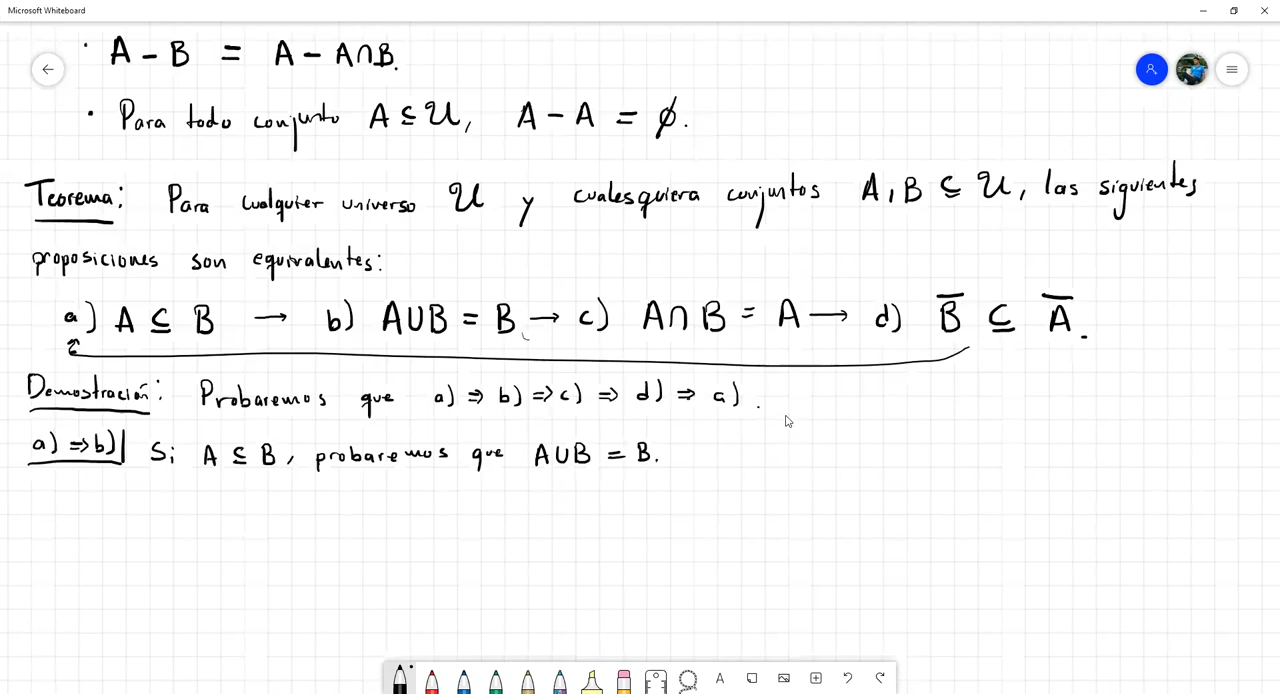 Microsoft Whiteboard
· A - B = A - A∩B.
· Para todo conjunto A ⊆ U, A - A = ∅.
Teorema: Para cualquier universo U y cualesquiera conjuntos A, B ⊆ U, las siguientes
proposiciones son equivalentes:
a) A ⊆ B → b) A∪B = B → c) A∩B = A → d) B̅ ⊆ A̅.
Demostración: Probaremos que a) ⇒ b) ⇒ c) ⇒ d) ⇒ a).
a) ⇒ b)| Si A ⊆ B, probaremos que A∪B = B.